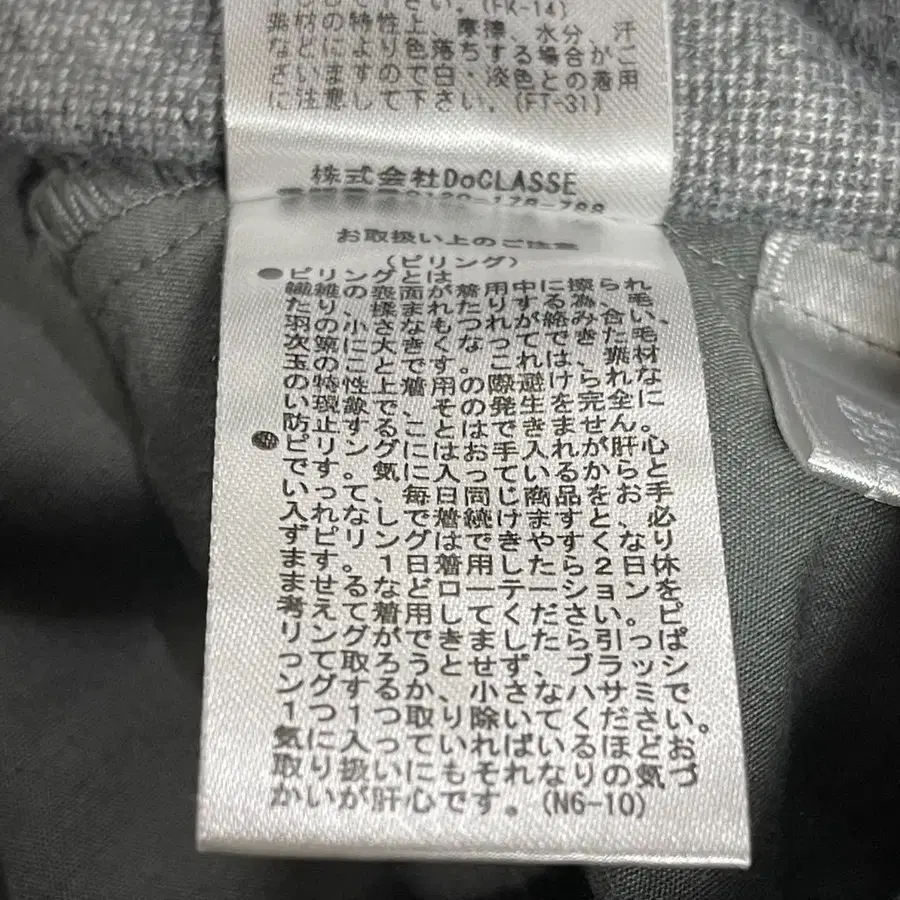 さい。(FK-14)
素材の特性上、摩擦、水分、汗
などにより色落ちする場合がご
ざいますので白・淡色との着用
に注意して下さい。(FT-31)
株式会社DoCLASSE
0120-178-788
お取扱い上のご注意
(ピリング)
●ピリングとは
繊維の表面が着用中に擦られ
たり、揉まれたりする為、毛
羽の小さなつながりが絡み合い、
次第に大きくもつれてきた毛
玉のことです。これは、素材
の特性上、着用の際避けられな
い現象で、その発生を完全に
防止することはできません。
●ピリングは手入れが肝心
で す。気に入っ 商品だからと
いって、毎日同じ を、お手
入れなしに着続けますと、必
ずピリン
ま す。1日着用したら2日休
ませるなどローテーションを
考えて着用してください。ピ
リングがでましたら引っぱ
って取ろうとせず、ブラッシ
ングするか、小さなハサミで
1つ1つ取り除いてください。
気に入っていればいるほどお
取り扱いにもそれなりの気づ
かいが肝心です。(N6-10)